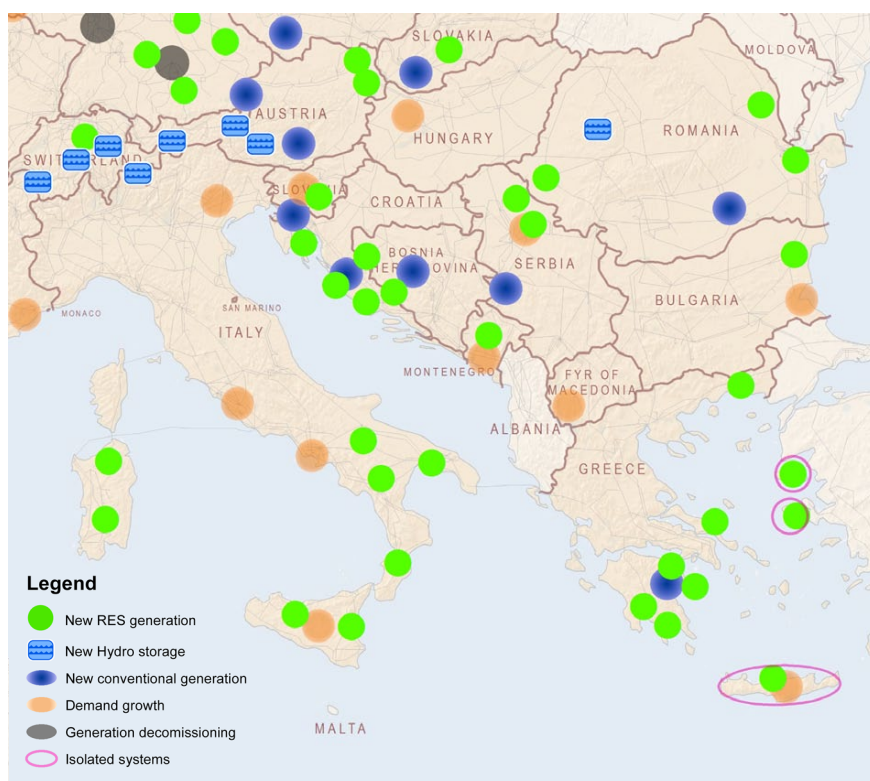 SLOVAKIA
MOLDOVA
AUSTRIA
HUNGARY
ROMANIA
SWITZERLAND
SLOVENIA
CROATIA
BOSNIA
HERZEGOVINA
SERBIA
MONACO
SAN MARINO
ITALY
BULGARIA
MONTENEGRO
FYR OF
MACEDONIA
ALBANIA
GREECE
MALTA
Legend
New RES generation
New Hydro storage
New conventional generation
Demand growth
Generation decomissioning
Isolated systems